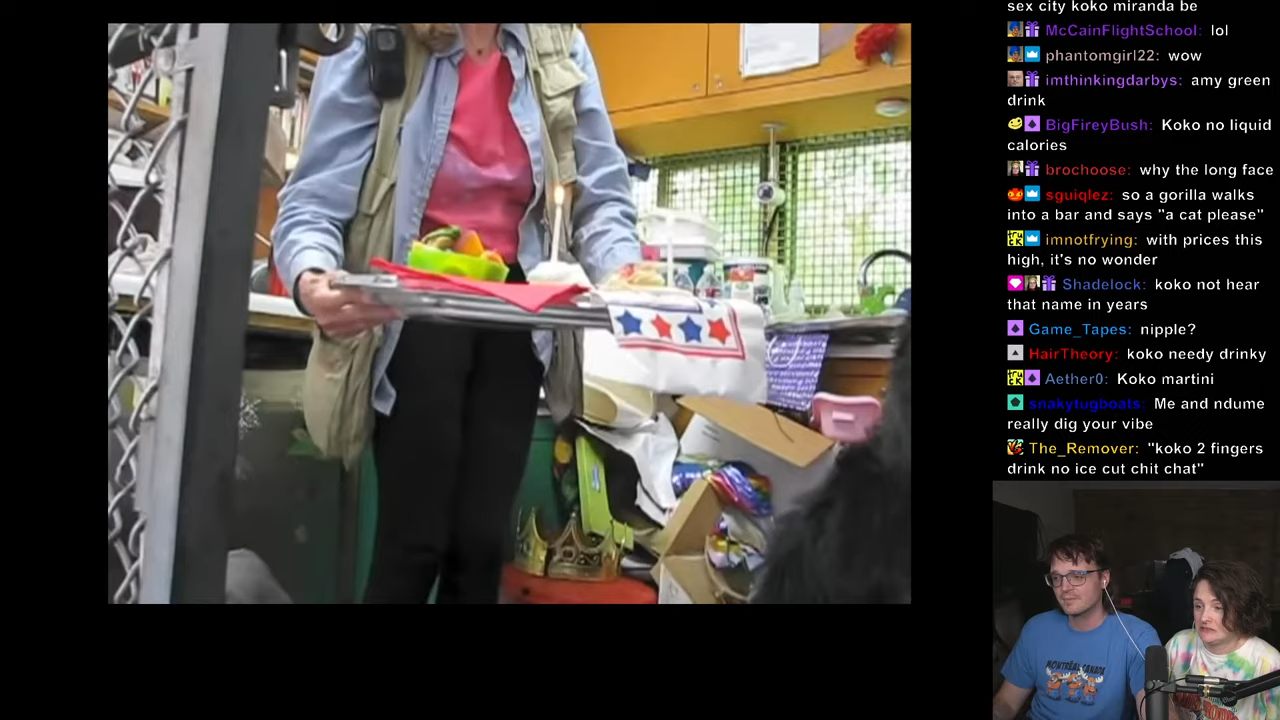 sex city koko miranda be
McCainFlightSchool: lol
phantomgirl22: wow
imthinkingdarbys: amy green
drink
BigFireyBush: Koko no liquid
calories
brochoose: why the long face
sguiqlez: so a gorilla walks
into a bar and says "a cat please"
imnotfrying: with prices this
high, it's no wonder
Shadelock: koko not hear
that name in years
Game_Tapes: nipple?
HairTheory: koko needy drinky
Aether0: Koko martini
snakytugboats: Me and ndume
really dig your vibe
The_Remover: "koko 2 fingers
drink no ice cut chit chat"
MONTRÉAL CANADA